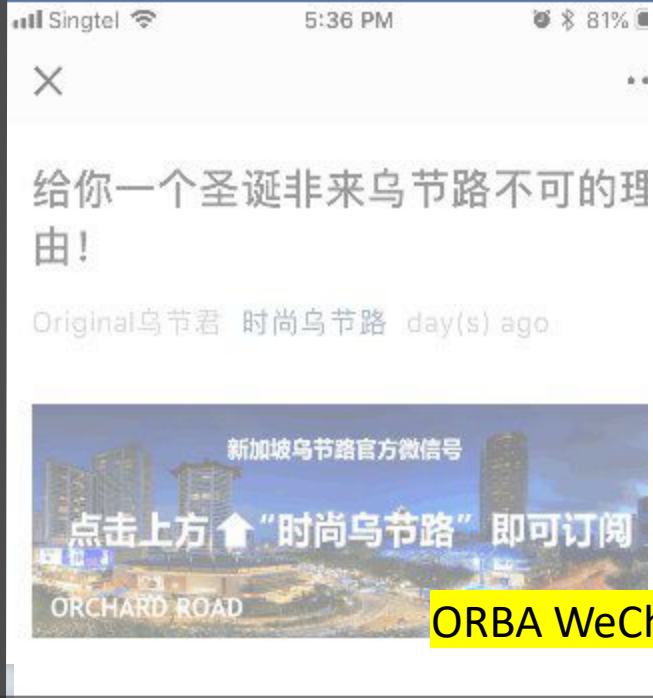 Singtel 5:36 PM 81%
给你一个圣诞非来乌节路不可的理
由!
Original乌节君 时尚乌节路 day(s) ago
新加坡乌节路官方微信号
点击上方⬆“时尚乌节路” 即可订阅
ORCHARD ROAD
ORBA WeCh